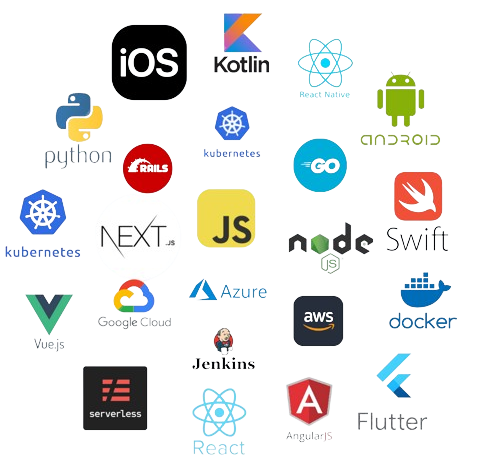 iOS
Kotlin
React Native
python
kubernetes
ANDROID
RAILS
GO
kubernetes
NEXT.JS
JS
node
JS
Swift
Vue.js
Google Cloud
Azure
aws
docker
Jenkins
serverless
React
AngularJS
Flutter